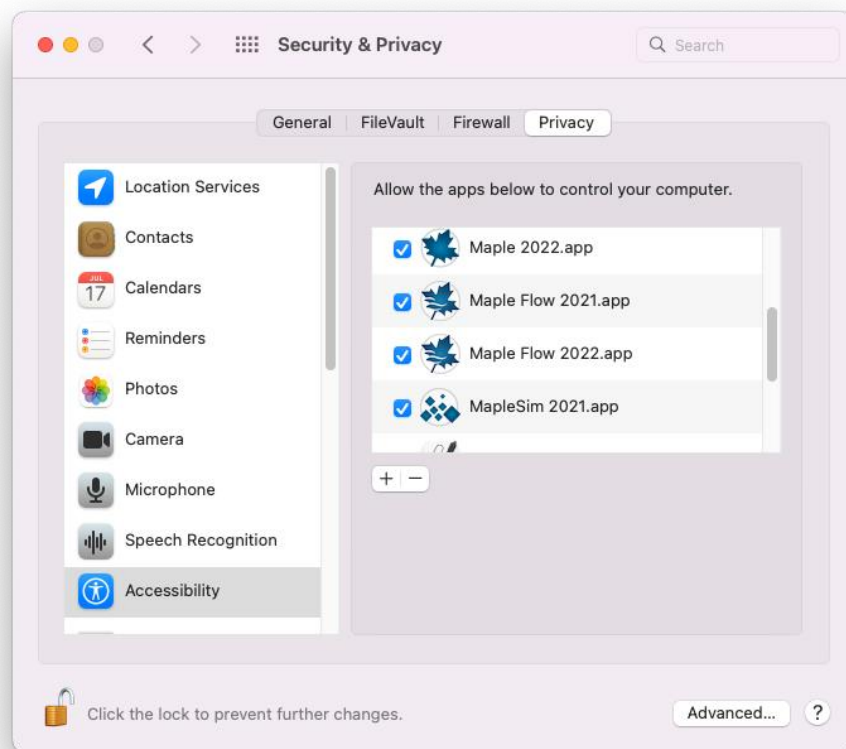 Security & Privacy
Search
General
FileVault
Firewall
Privacy
Location Services
Contacts
JUL
17
Calendars
Reminders
Photos
Camera
Microphone
Speech Recognition
Accessibility
Allow the apps below to control your computer.
Maple 2022.app
Maple Flow 2021.app
Maple Flow 2022.app
MapleSim 2021.app
+
−
Click the lock to prevent further changes.
Advanced...
?